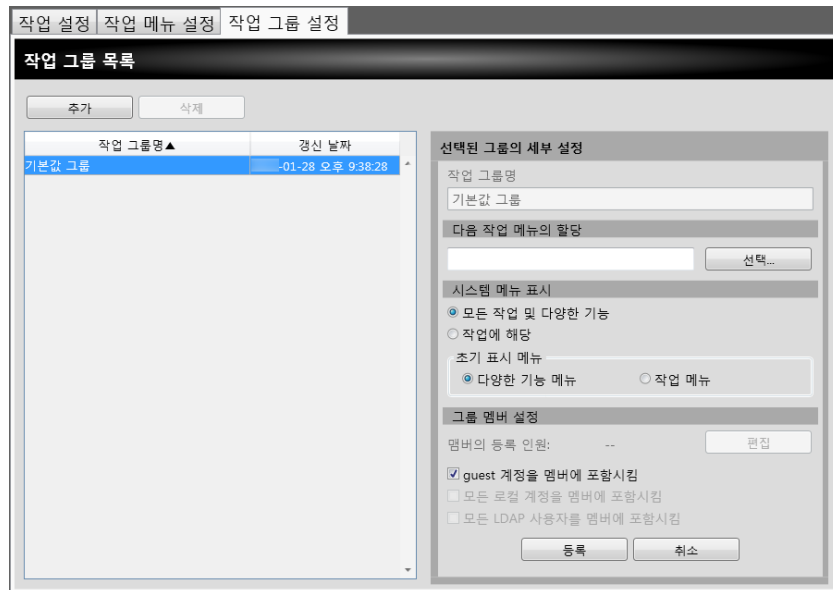 작업 설정 작업 메뉴 설정 작업 그룹 설정
작업 그룹 목록
추가 삭제
작업 그룹명▲ 갱신 날짜
기본값 그룹 -01-28 오후 9:38:28
선택된 그룹의 세부 설정
작업 그룹명
기본값 그룹
다음 작업 메뉴의 할당
선택...
시스템 메뉴 표시
모든 작업 및 다양한 기능
작업에 해당
초기 표시 메뉴
다양한 기능 메뉴 작업 메뉴
그룹 멤버 설정
맴버의 등록 인원: -- 편집
guest 계정을 멤버에 포함시킴
모든 로컬 계정을 멤버에 포함시킴
모든 LDAP 사용자를 멤버에 포함시킴
등록 취소